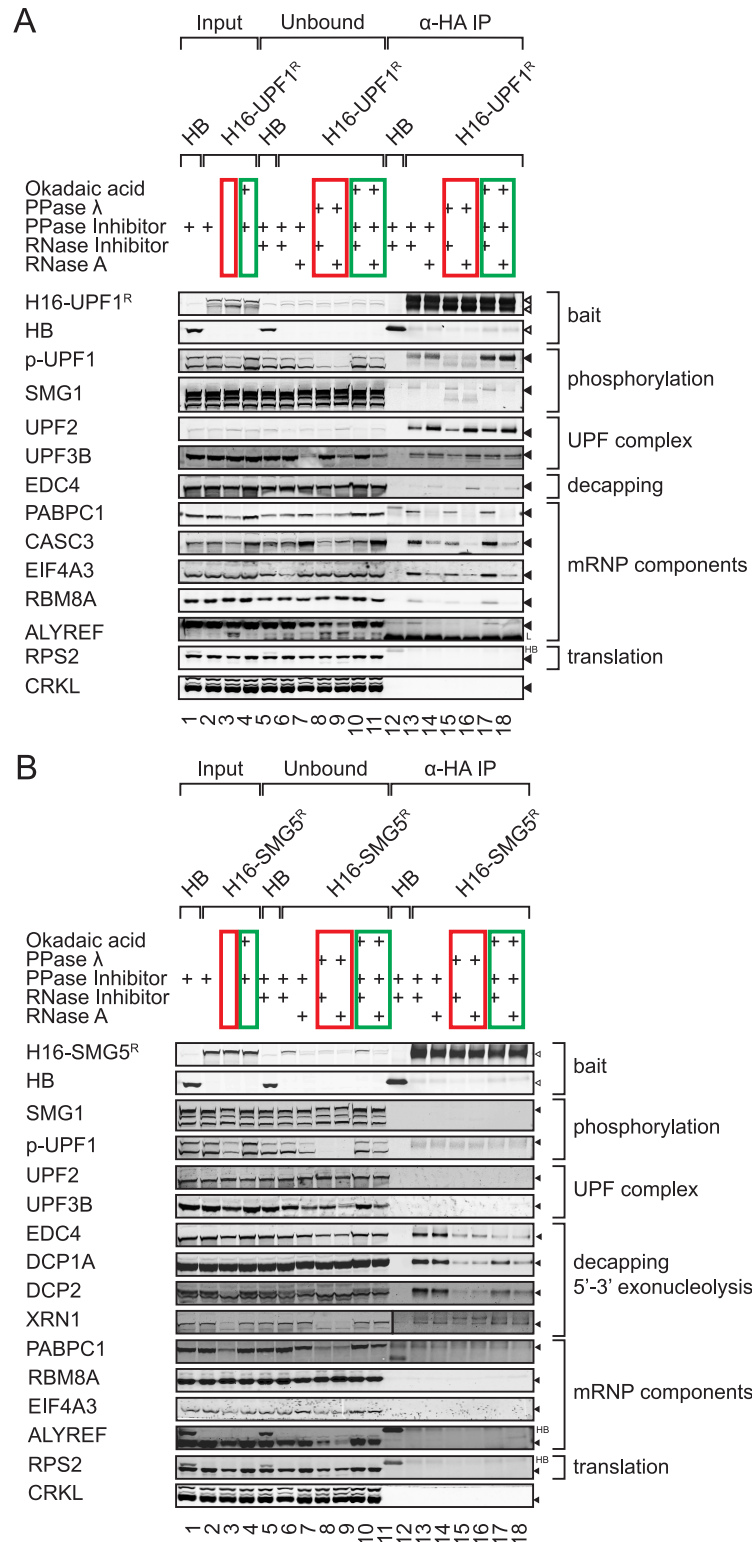 A
Input Unbound α-HA IP
HB H16-UPF1R HB H16-UPF1R HB H16-UPF1R
Okadaic acid + + + + +
PPase λ + + + +
PPase Inhibitor + + + + + + + + + + + + +
RNase Inhibitor + + + + + + + +
RNase A + + + + + +
H16-UPF1R
HB
bait
p-UPF1
SMG1
phosphorylation
UPF2
UPF3B
UPF complex
EDC4
decapping
PABPC1
CASC3
EIF4A3
RBM8A
ALYREF L
mRNP components
RPS2 HB
translation
CRKL
1 2 3 4 5 6 7 8 9 10 11 12 13 14 15 16 17 18
B
Input Unbound α-HA IP
HB H16-SMG5R HB H16-SMG5R HB H16-SMG5R
Okadaic acid + + + + +
PPase λ + + + +
PPase Inhibitor + + + + + + + + + + + + +
RNase Inhibitor + + + + + + + +
RNase A + + + + + +
H16-SMG5R
HB
bait
SMG1
p-UPF1
phosphorylation
UPF2
UPF3B
UPF complex
EDC4
DCP1A
DCP2
XRN1
decapping
5'-3' exonucleolysis
PABPC1
RBM8A
EIF4A3
ALYREF HB
mRNP components
RPS2 HB
translation
CRKL
1 2 3 4 5 6 7 8 9 10 11 12 13 14 15 16 17 18